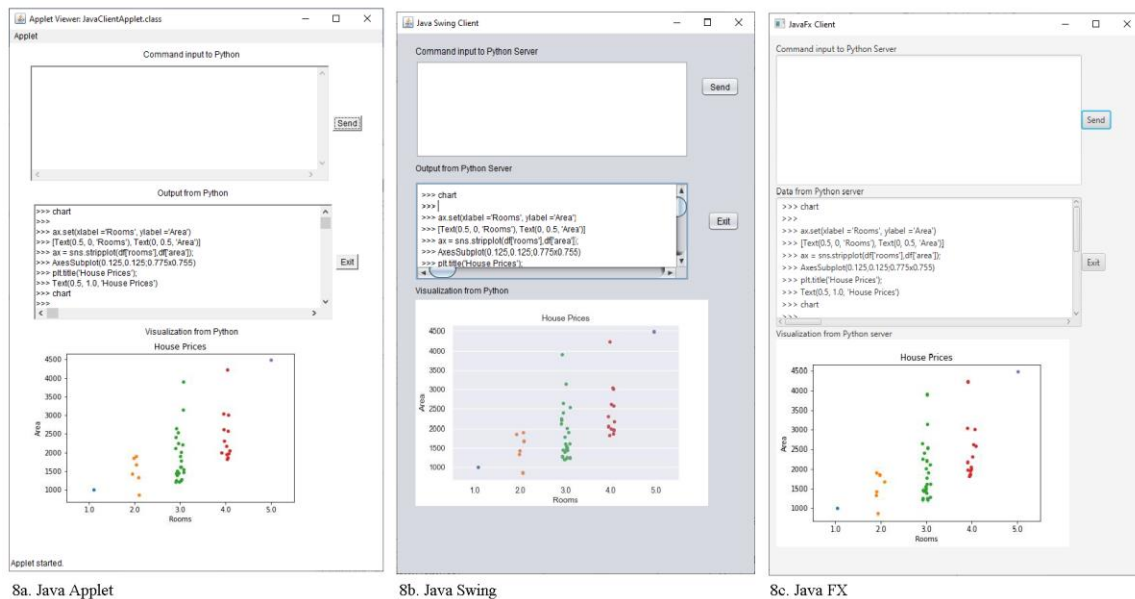 Applet Viewer: JavaClientApplet.class
Applet
Command input to Python
Send
Output from Python
>>> chart
>>>
>>> ax.set(xlabel ='Rooms', ylabel ='Area')
>>> [Text(0.5, 0, 'Rooms'), Text(0, 0.5, 'Area')]
>>> ax = sns.stripplot(df['rooms'],df['area']);
>>> AxesSubplot(0.125,0.125;0.775x0.755)
>>> plt.title('House Prices');
>>> Text(0.5, 1.0, 'House Prices')
chart
>>>
Exit
Visualization from Python
House Prices
4500
4000
3500
3000
2500
2000
1500
1000
Area
1.0 2.0 3.0 4.0 5.0
Rooms
Applet started.
8a. Java Applet
Java Swing Client
Command input to Python Server
Send
Output from Python Server
>>> chart
>>>
>>> ax.set(xlabel ='Rooms', ylabel ='Area')
>>> [Text(0.5, 0, 'Rooms'), Text(0, 0.5, 'Area')]
>>> ax = sns.stripplot(df['rooms'],df['area']);
>>> AxesSubplot(0.125,0.125;0.775x0.755)
>>> plt.title('House Prices');
Exit
Visualization from Python
House Prices
4500
4000
3500
3000
2500
2000
1500
1000
Area
1.0 2.0 3.0 4.0 5.0
Rooms
8b. Java Swing
JavaFx Client
Command input to Python Server
Send
Data from Python server
>>> chart
>>>
>>> ax.set(xlabel ='Rooms', ylabel ='Area')
>>> [Text(0.5, 0, 'Rooms'), Text(0, 0.5, 'Area')]
>>> ax = sns.stripplot(df['rooms'],df['area']);
>>> AxesSubplot(0.125,0.125;0.775x0.755)
>>> plt.title('House Prices');
>>> Text(0.5, 1.0, 'House Prices')
>>> chart
>>>
Exit
Visualization from Python server
House Prices
4500
4000
3500
3000
2500
2000
1500
1000
Area
1.0 2.0 3.0 4.0 5.0
Rooms
8c. Java FX